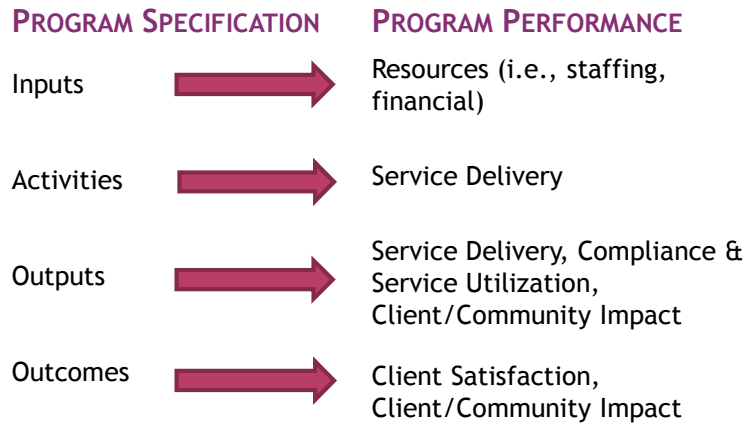 PROGRAM SPECIFICATION
PROGRAM PERFORMANCE
Inputs
Resources (i.e., staffing,
financial)
Activities
Service Delivery
Outputs
Service Delivery, Compliance &
Service Utilization,
Client/Community Impact
Outcomes
Client Satisfaction,
Client/Community Impact